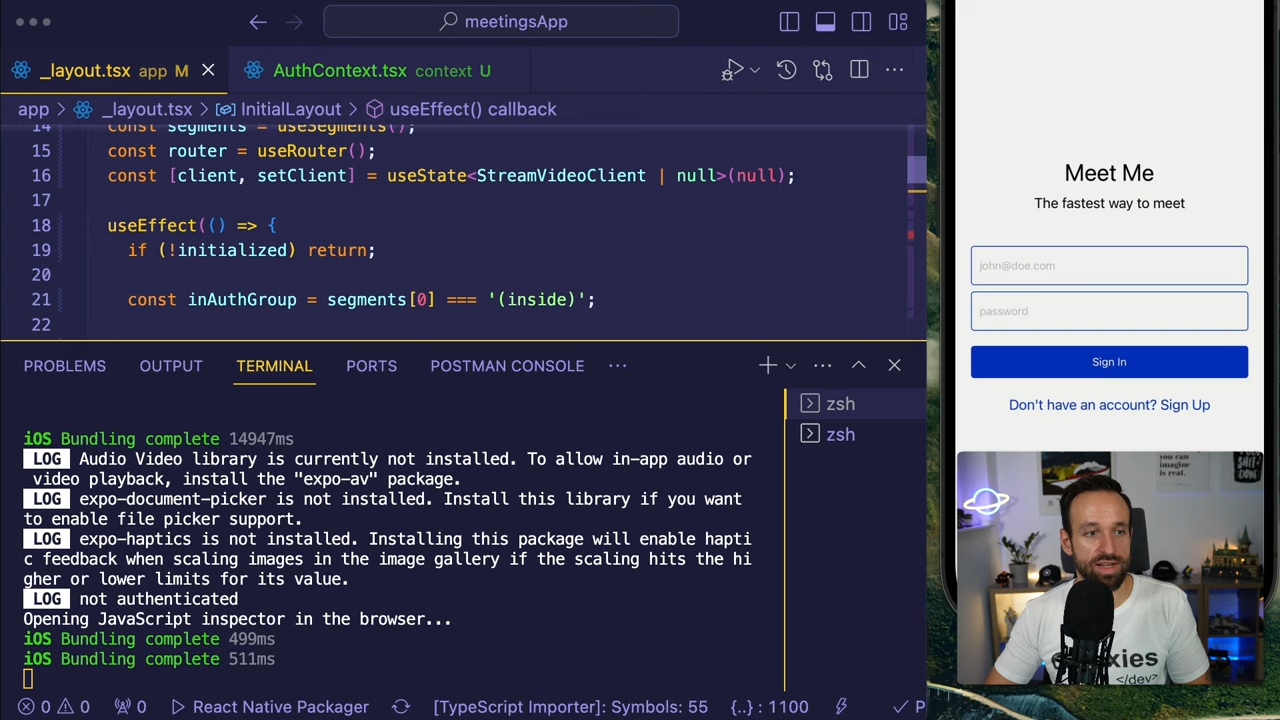 meetingsApp
_layout.tsx app M
AuthContext.tsx context U
app > _layout.tsx > InitialLayout > useEffect() callback
14 const segments = useSegments();
15 const router = useRouter();
16 const [client, setClient] = useState<StreamVideoClient | null>(null);
17
18 useEffect(() => {
19 if (!initialized) return;
20
21 const inAuthGroup = segments[0] === '(inside)';
22
PROBLEMS OUTPUT TERMINAL PORTS POSTMAN CONSOLE
zsh
zsh
iOS Bundling complete 14947ms
LOG Audio Video library is currently not installed. To allow in-app audio or
video playback, install the "expo-av" package.
LOG expo-document-picker is not installed. Install this library if you want
to enable file picker support.
LOG expo-haptics is not installed. Installing this package will enable hapti
c feedback when scaling images in the image gallery if the scaling hits the hi
gher or lower limits for its value.
LOG not authenticated
Opening JavaScript inspector in the browser...
iOS Bundling complete 499ms
iOS Bundling complete 511ms
0 0 0 React Native Packager [TypeScript Importer]: Symbols: 55 {..} : 1100 P
Meet Me
The fastest way to meet
john@doe.com
password
Sign In
Don't have an account? Sign Up
you can
imagine
is real.
</dev>